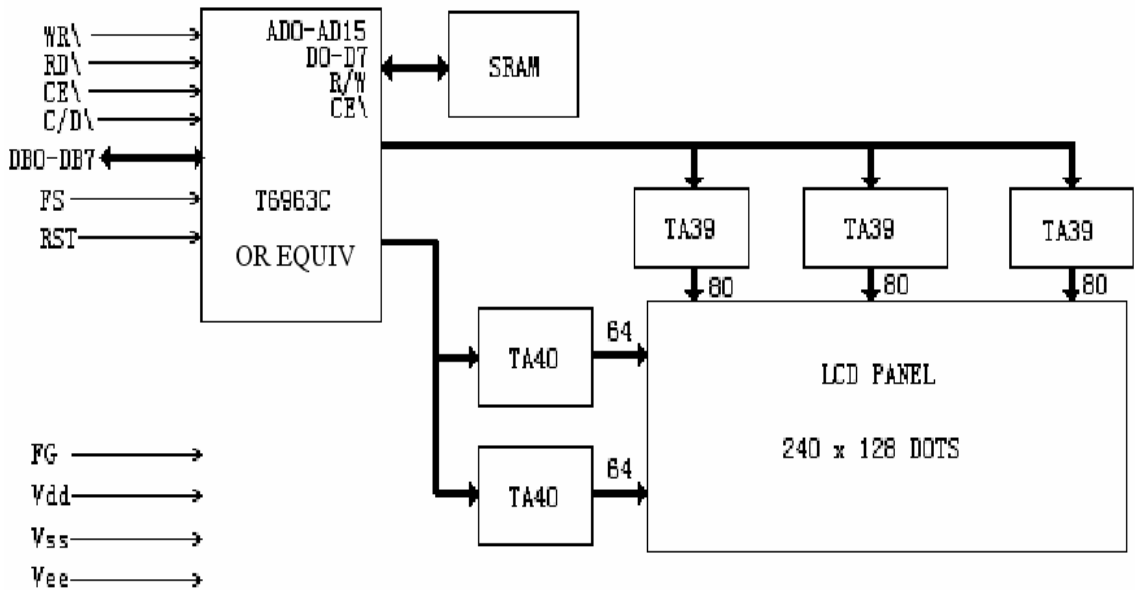 WR\
RD\
CE\
C/D\
DB0-DB7
FS
RST
AD0-AD15
D0-D7
R/W
CE\
T6963C
OR EQUIV
SRAM
TA39
TA39
TA39
80
80
80
TA40
64
TA40
64
LCD PANEL
240 x 128 DOTS
FG
Vdd
Vss
Vee